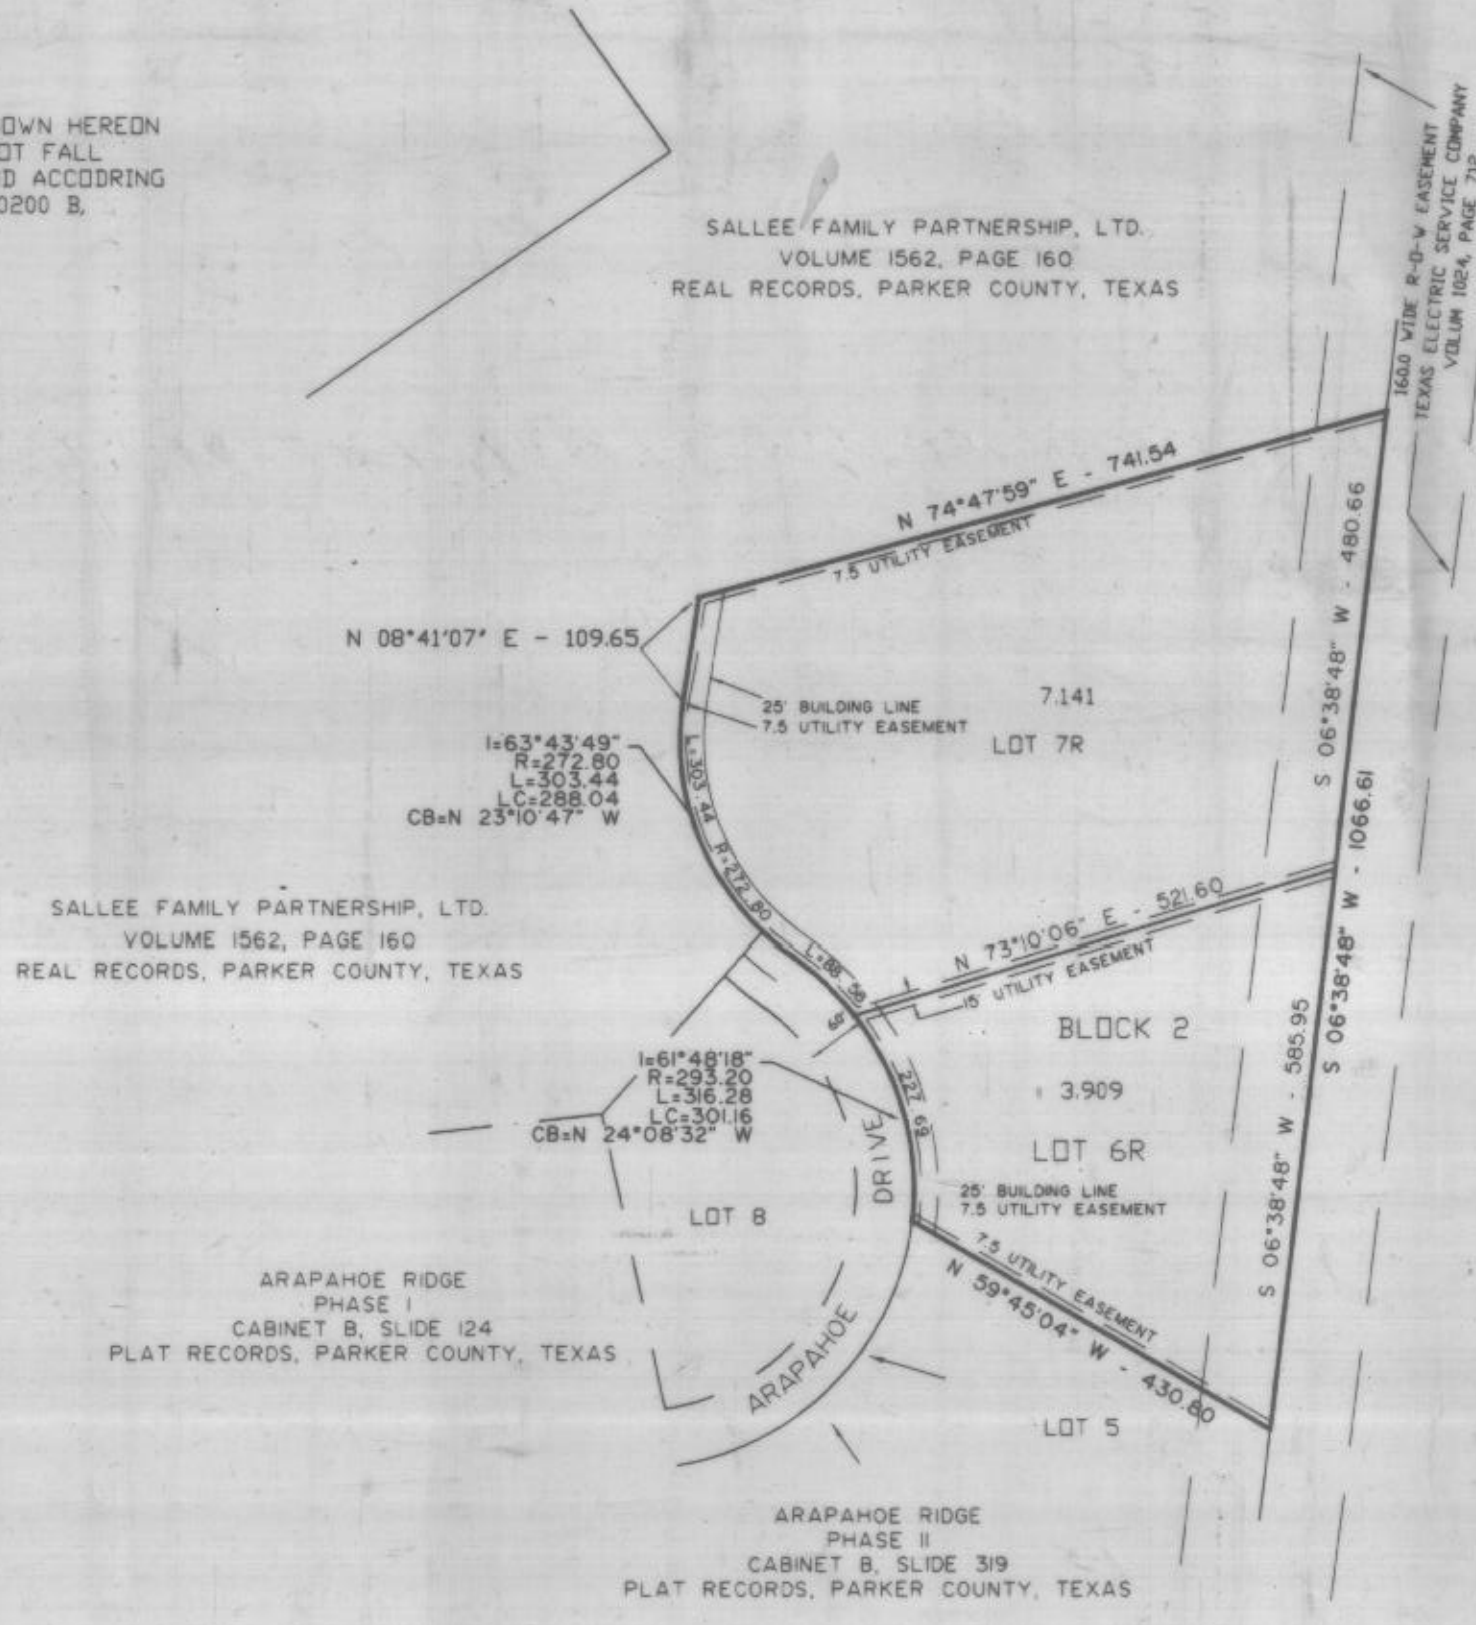 OWN HEREON
OT FALL
D ACCODRING
0200 B,
SALLEE FAMILY PARTNERSHIP, LTD.
VOLUME 1562, PAGE 160
REAL RECORDS, PARKER COUNTY, TEXAS
160.0 WIDE R-O-W EASEMENT
TEXAS ELECTRIC SERVICE COMPANY
VOLUM 1024, PAGE 712
N 74°47'59" E - 741.54
7.5 UTILITY EASEMENT
S 06°38'48" W - 480.66
N 08°41'07" E - 109.65
25' BUILDING LINE
7.5 UTILITY EASEMENT
7.141
LOT 7R
I=63°43'49"
R=272.80
L=303.44
LC=288.04
CB=N 23°10'47" W
L=303.44 R=272.80
S 06°38'48" W - 1066.61
SALLEE FAMILY PARTNERSHIP, LTD.
VOLUME 1562, PAGE 160
REAL RECORDS, PARKER COUNTY, TEXAS
L=88.58
N 73°10'06" E - 521.60
15' UTILITY EASEMENT
60'
BLOCK 2
3.909
LOT 6R
I=61°48'18"
R=293.20
L=316.28
LC=301.16
CB=N 24°08'32" W
227.69
S 06°38'48" W - 585.95
25' BUILDING LINE
7.5 UTILITY EASEMENT
LOT 8
ARAPAHOE DRIVE
7.5 UTILITY EASEMENT
N 59°45'04" W - 430.80
ARAPAHOE RIDGE
PHASE I
CABINET B, SLIDE 124
PLAT RECORDS, PARKER COUNTY, TEXAS
LOT 5
ARAPAHOE RIDGE
PHASE II
CABINET B, SLIDE 319
PLAT RECORDS, PARKER COUNTY, TEXAS